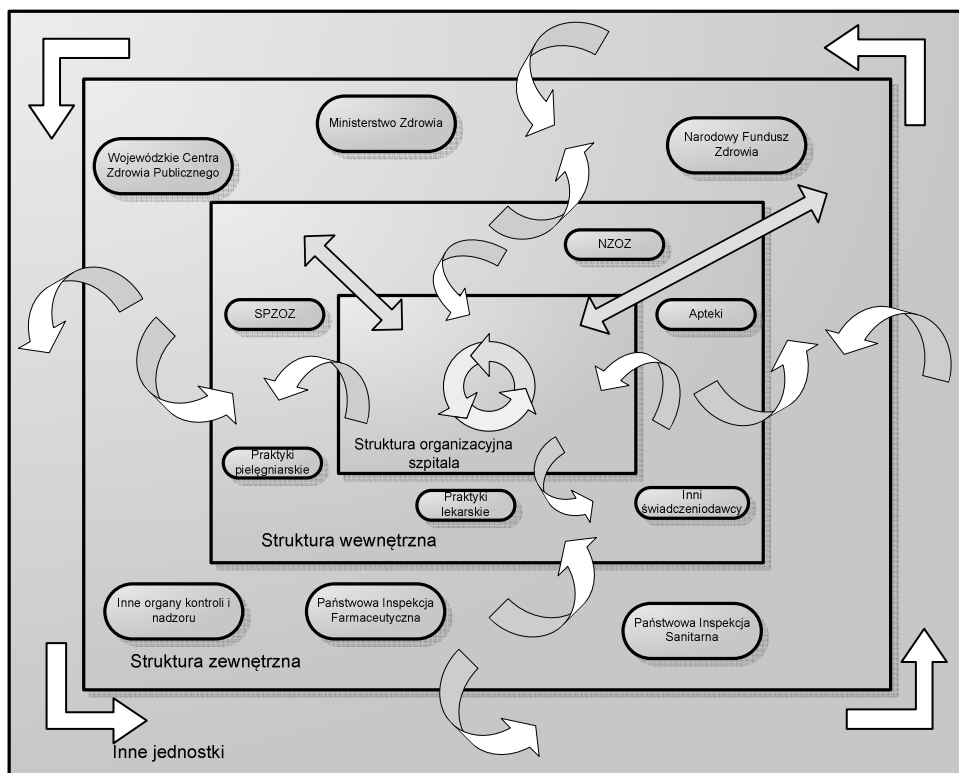 Ministerstwo Zdrowia
Narodowy Fundusz
Zdrowia
Wojewódzkie Centra
Zdrowia Publicznego
NZOZ
SPZOZ
Apteki
Struktura organizacyjna
szpitala
Praktyki
pielęgniarskie
Praktyki
lekarskie
Inni
świadczeniodawcy
Struktura wewnętrzna
Inne organy kontroli i
nadzoru
Państwowa Inspekcja
Farmaceutyczna
Państwowa Inspekcja
Sanitarna
Struktura zewnętrzna
Inne jednostki